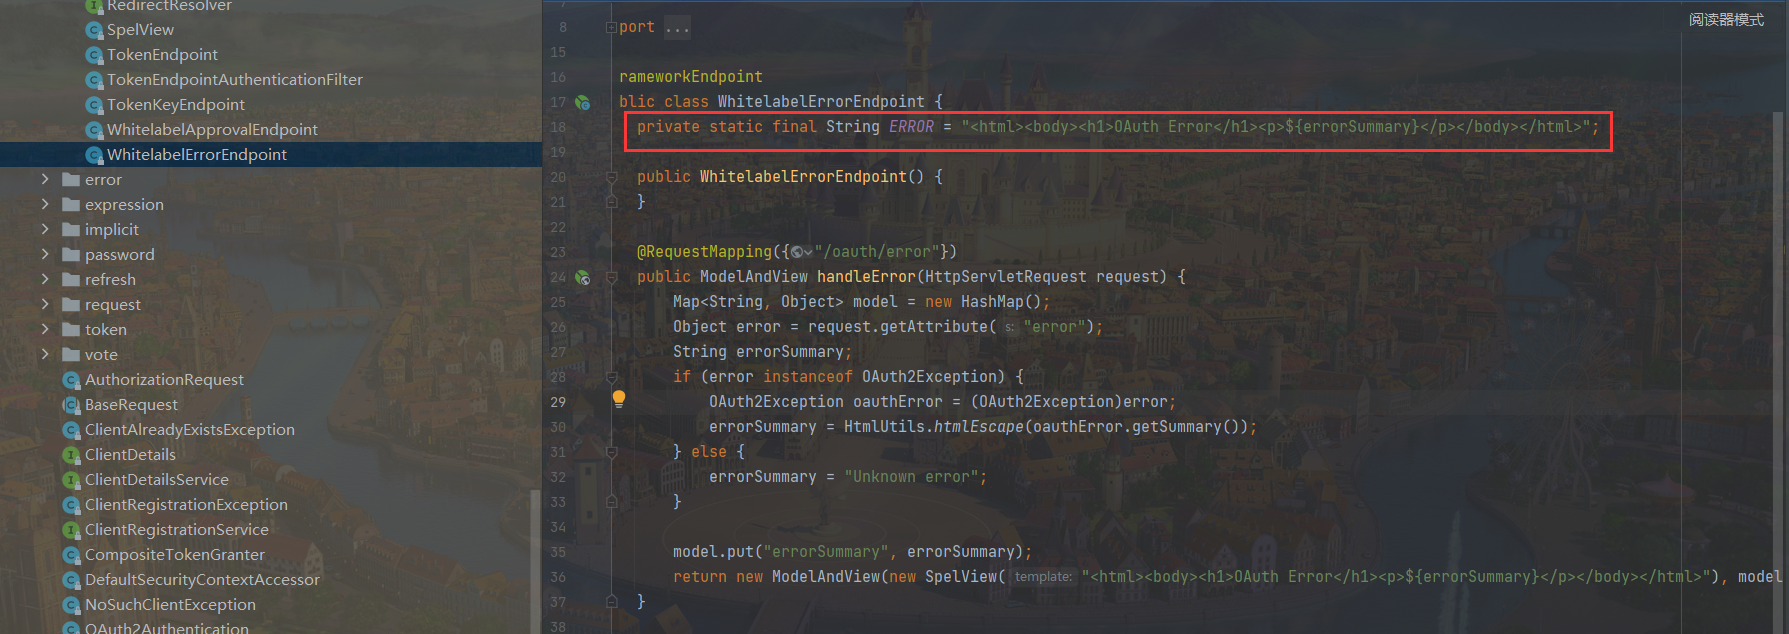 RedirectResolver
SpelView
TokenEndpoint
TokenEndpointAuthenticationFilter
TokenKeyEndpoint
WhitelabelApprovalEndpoint
WhitelabelErrorEndpoint
error
expression
implicit
password
refresh
request
token
vote
AuthorizationRequest
BaseRequest
ClientAlreadyExistsException
ClientDetails
ClientDetailsService
ClientRegistrationException
ClientRegistrationService
CompositeTokenGranter
DefaultSecurityContextAccessor
NoSuchClientException
OAuth2Authentication
阅读器模式
8 port ...
15
16 rameworkEndpoint
17 blic class WhitelabelErrorEndpoint {
18 private static final String ERROR = "<html><body><h1>OAuth Error</h1><p>${errorSummary}</p></body></html>";
19
20 public WhitelabelErrorEndpoint() {
21 }
22
23 @RequestMapping({"/oauth/error"})
24 public ModelAndView handleError(HttpServletRequest request) {
25 Map<String, Object> model = new HashMap();
26 Object error = request.getAttribute( s: "error");
27 String errorSummary;
28 if (error instanceof OAuth2Exception) {
29 OAuth2Exception oauthError = (OAuth2Exception)error;
30 errorSummary = HtmlUtils.htmlEscape(oauthError.getSummary());
31 } else {
32 errorSummary = "Unknown error";
33 }
34
35 model.put("errorSummary", errorSummary);
36 return new ModelAndView(new SpelView( template: "<html><body><h1>OAuth Error</h1><p>${errorSummary}</p></body></html>"), model
37 }
38